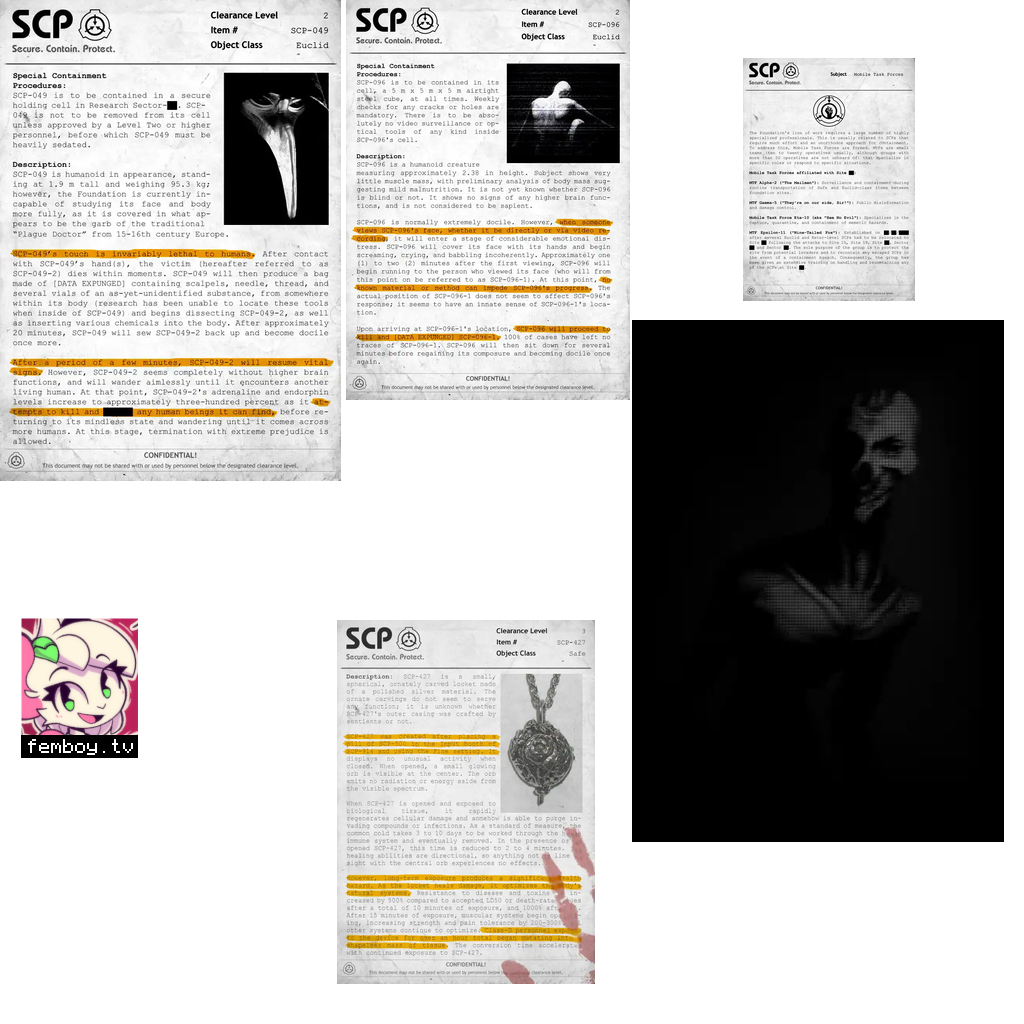 SCP
Secure. Contain. Protect.
Clearance Level 2
Item # SCP-049
Object Class Euclid
Special Containment
Procedures:
SCP-049 is to be contained in a secure
holding cell in Research Sector-
SCP-
049 is not to be removed from its cell
unless approved by a Level Two or higher
personnel, before which SCP-049 must be
heavily sedated.
Description:
SCP-049 is humanoid in appearance, stand-
ing at 1.9 m tall and weighing 95.3 kg;
however, the Foundation is currently in-
capable of studying its face and body
more fully, as it is covered in what ap-
pears to be the garb of the traditional
"Plague Doctor" from 15-16th century Europe.
SCP-049's touch is invariably lethal to humans. After contact
with SCP-049's hand(s), the victim (hereafter referred to as
SCP-049-2) dies within moments. SCP-049 will then produce a bag
made of [DATA EXPUNGED] containing scalpels, needle, thread, and
several vials of an as-yet-unidentified substance, from somewhere
within its body (research has been unable to locate these tools
when inside of SCP-049) and begins dissecting SCP-049-2, as well
as inserting various chemicals into the body. After approximately
20 minutes, SCP-049 will sew SCP-049-2 back up and become docile
once more.
After a period of a few minutes, SCP-049-2 will resume vital
signs. However, SCP-049-2 seems completely without higher brain
functions, and will wander aimlessly until it encounters another
living human. At that point, SCP-049-2's adrenaline and endorphin
levels increase to approximately three-hundred percent as it at-
tempts to kill and any human beings it can find, before re-
turning to its mindless state and wandering until it comes across
more humans. At this stage, termination with extreme prejudice is
allowed.
CONFIDENTIAL!
This document may not be shared with or used by personnel below the designated clearance level.
SCP
Secure. Contain. Protect.
Clearance Level 2
Item # SCP-096
Object Class Euclid
Special Containment
Procedures:
SCP-096 is to be contained in its
cell, a 5 m x 5 m x 5 m airtight
steel cube, at all times. Weekly
checks for any cracks or holes are
mandatory. There is to be abso-
lutely no video surveillance or op-
tical tools of any kind inside
SCP-096's cell.
Description:
SCP-096 is a humanoid creature
measuring approximately 2.38 in height. Subject shows very
little muscle mass, with preliminary analysis of body mass sug-
gesting mild malnutrition. It is not yet known whether SCP-096
is blind or not. It shows no signs of any higher brain func-
tions, and is not considered to be sapient.
SCP-096 is normally extremely docile. However, when someone
views SCP-096's face, whether it be directly or via video re-
cording, it will enter a stage of considerable emotional dis-
tress. SCP-096 will cover its face with its hands and begin
screaming, crying, and babbling incoherently. Approximately one
(1) to two (2) minutes after the first viewing, SCP-096 will
begin running to the person who viewed its face (who will from
this point on be referred to as SCP-096-1). At this point, no
known material or method can impede SCP-096's progress. The
actual position of SCP-096-1 does not seem to affect SCP-096's
response; it seems to have an innate sense of SCP-096-1's loca-
tion.
Upon arriving at SCP-096-1's location, SCP-096 will proceed to
kill and [DATA EXPUNGED] SCP-096-1. 100% of cases have left no
traces of SCP-096-1. SCP-096 will then sit down for several
minutes before regaining its composure and becoming docile once
again.
CONFIDENTIAL!
This document may not be shared with or used by personnel below the designated clearance level.
SCP
Subject Mobile Task Forces
Mobile Task Forces affiliated with Site
MTF Alpha-2 ("The Mailmen"):
MTF Gamma-5 ("They're on our side, Sir!"):
Mobile Task Force Eta-10 (aka "See No Evil"):
MTF Epsilon-11 ("Nine-Tailed Fox"):
CONFIDENTIAL!
femboy.tv
SCP
Secure. Contain. Protect.
Clearance Level 3
Item # SCP-427
Object Class Safe
Description: SCP-427 is a small,
spherical, ornately carved locket made
of a polished silver material. The
ornate carvings do not seem to serve
any function; it is unknown whether
SCP-427's outer casing was crafted by
sentients or not.
SCP-427 was created after placing a
pill of SCP-500 in the Input Booth of
SCP-914 and using the Fine setting. It
displays no unusual activity when
closed. When opened, a small glowing
orb is visible at the center. The orb
emits no radiation or energy aside from
the visible spectrum.
When SCP-427 is opened and exposed to
biological tissue, it rapidly
regenerates cellular damage and somehow is able to purge in-
vading compounds or infections. As a standard of measure, the
common cold takes 3 to 10 days to be worked through the
immune system and eventually removed. In the presence of
opened SCP-427, this time is reduced to 2 to 4 minutes.
healing abilities are directional, so anything not line
sight with the central orb experiences no effects.
However, long-term exposure produces a significant
hazard. As the locket heals damage, it optimizes the
natural systems. Resistance to disease and toxins in-
creased by 500% compared to accepted LD50 or death-rate
after a total of 10 minutes of exposure, and 1000% after
After 15 minutes of exposure, muscular systems begin
ing, increasing strength and pain tolerance by 200-300%
other systems continue to optimize. Class-D personnel
to the device for over an hour total began mutating into
shapeless mass of tissue. The conversion time accelerates
with continued exposure to SCP-427.
CONFIDENTIAL!
This document may not be shared with or used by personnel below the designated clearance level.